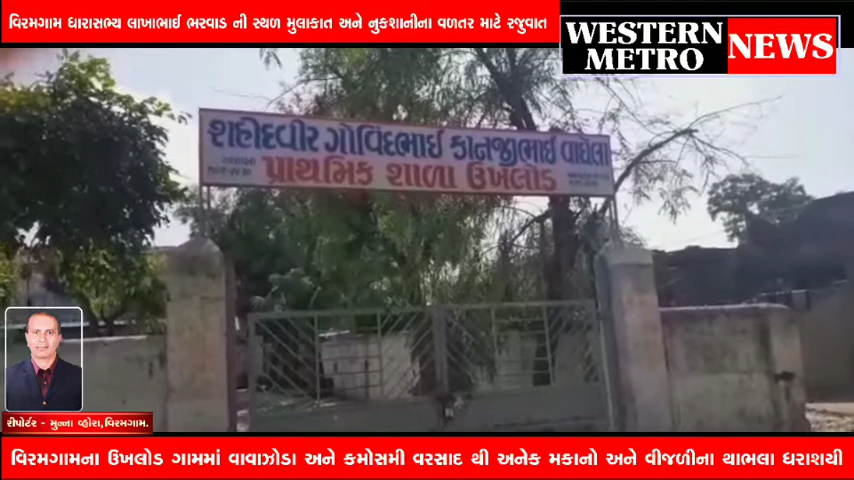 વિરમગામ ધારાસભ્ય લાખાભાઈ ભરવાડ ની સ્થળ મુલાકાત અને નુકશાનીના વળતર માટે રજુવાત
WESTERN
METRO
NEWS
શહીદવીર ગોવિંદભાઈ કાનજીભાઈ વાઘેલા
પ્રાથમિક શાળા ઉખલોડ
રીપોર્ટર - મુન્ના વ્હોરા,વિરમગામ.
વિરમગામના ઉખલોડ ગામમાં વાવાઝોડા અને કમોસમી વરસાદ થી અનેક મકાનો અને વીજળીના થાભલા ધરાશયી